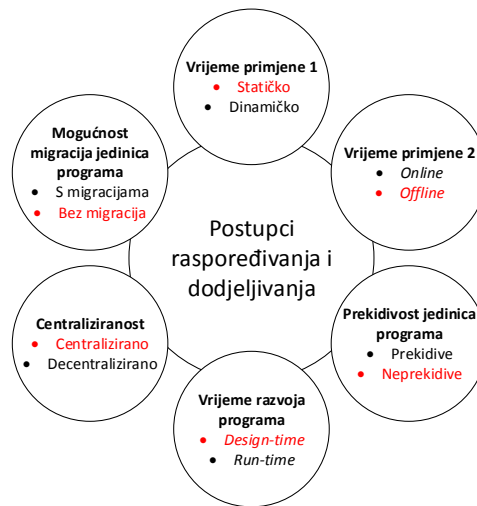 Vrijeme primjene 1
• Statičko
• Dinamičko
Mogućnost
migracija jedinica
programa
• S migracijama
• Bez migracija
Vrijeme primjene 2
• Online
• Offline
Postupci
raspoređivanja i
dodjeljivanja
Centraliziranost
• Centralizirano
• Decentralizirano
Prekidivost jedinica
programa
• Prekidive
• Neprekidive
Vrijeme razvoja
programa
• Design-time
• Run-time